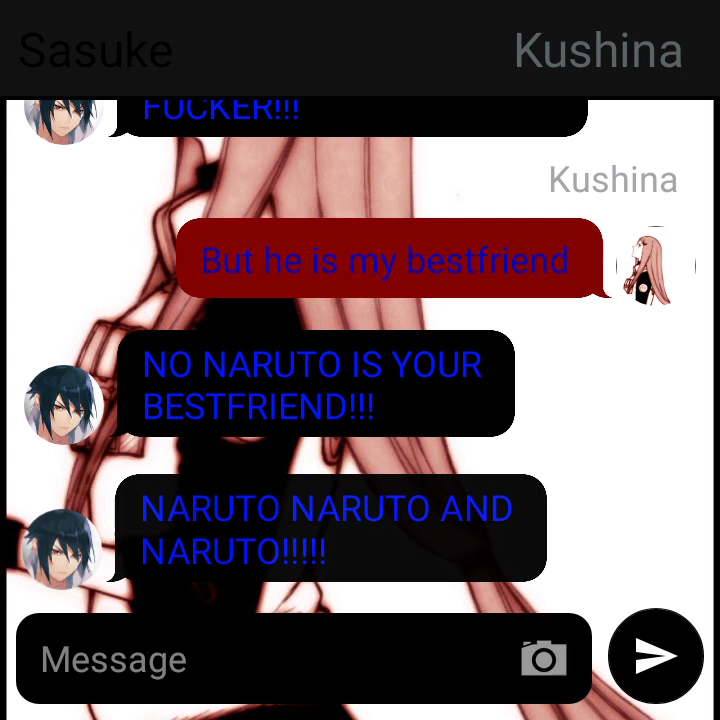 Sasuke Kushina
FUCKER!!!
Kushina
But he is my bestfriend
NO NARUTO IS YOUR
BESTFRIEND!!!
NARUTO NARUTO AND
NARUTO!!!!!
Message